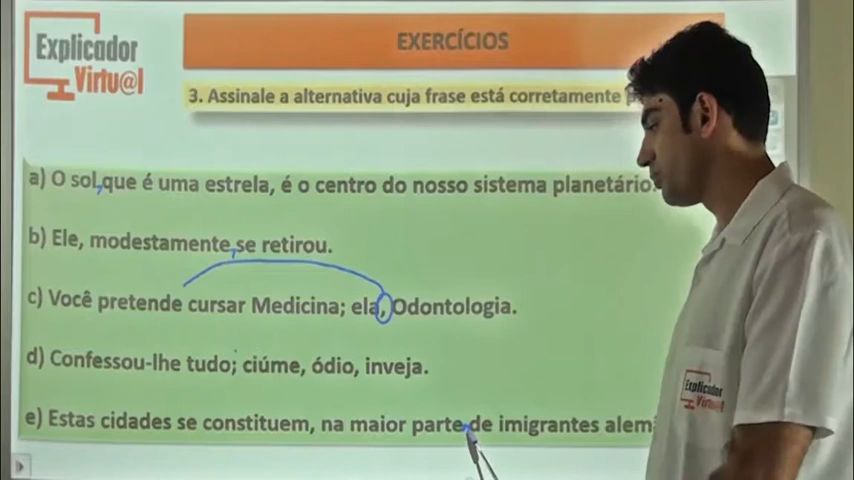 Explicador
Virtu@l
EXERCÍCIOS
3. Assinale a alternativa cuja frase está corretamente
a) O sol, que é uma estrela, é o centro do nosso sistema planetário.
b) Ele, modestamente, se retirou.
c) Você pretende cursar Medicina; ela, Odontologia.
d) Confessou-lhe tudo; ciúme, ódio, inveja.
e) Estas cidades se constituem, na maior parte, de imigrantes
Explicador
Virtu@l